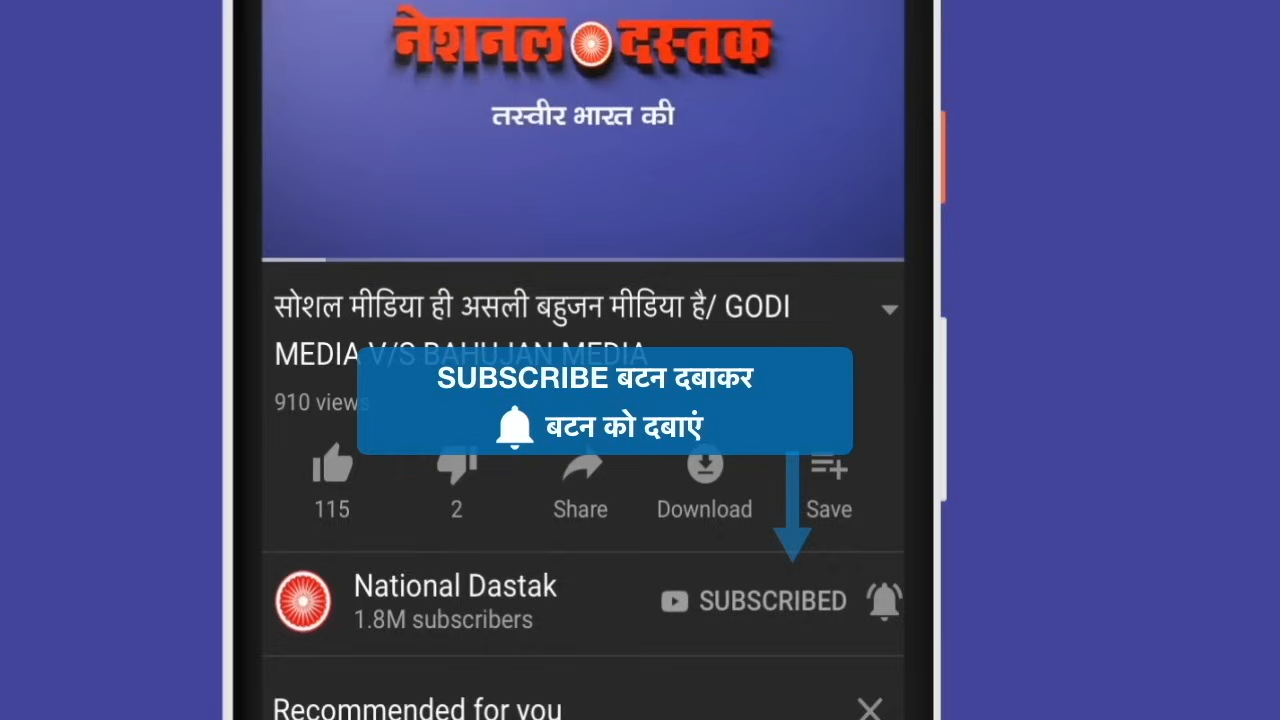 नेशनल दस्तक
तस्वीर भारत की
सोशल मीडिया ही असली बहुजन मीडिया है/ GODI
MEDIA V/S BAHUJAN MEDIA
910 views
SUBSCRIBE बटन दबाकर
बटन को दबाएं
115
2
Share
Download
Save
National Dastak
SUBSCRIBED
1.8M subscribers
Recommended for you